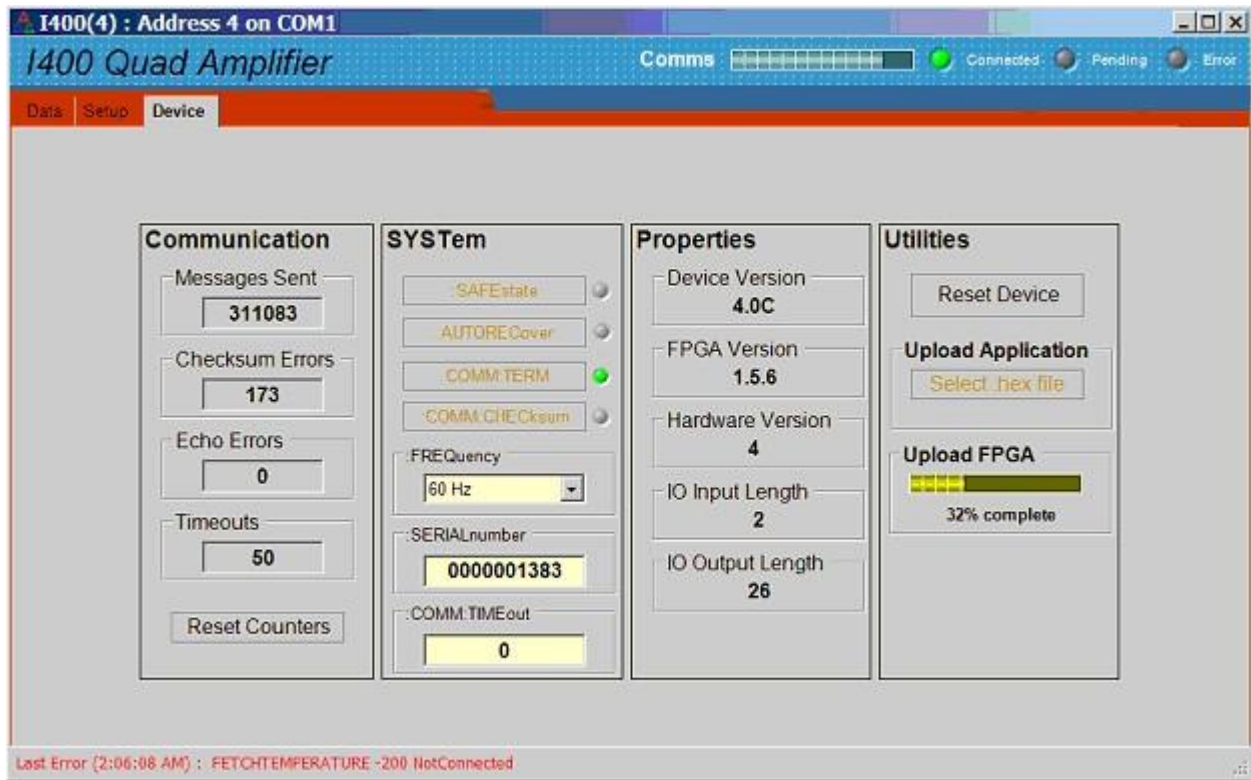 I400(4) : Address 4 on COM1
I400 Quad Amplifier
Comms
Connected
Pending
Error
Data
Setup
Device
Communication
Messages Sent
311083
Checksum Errors
173
Echo Errors
0
Timeouts
50
Reset Counters
SYSTem
:SAFEstate
AUTORECover
COMM:TERM
:COMM:CHECksum
:FREQuency
60 Hz
:SERIALnumber
0000001383
:COMM:TIMEout
0
Properties
Device Version
4.0C
FPGA Version
1.5.6
Hardware Version
4
IO Input Length
2
IO Output Length
26
Utilities
Reset Device
Upload Application
Select .hex file
Upload FPGA
32% complete
Last Error (2:06:08 AM) : FETCHTEMPERATURE -200 NotConnected